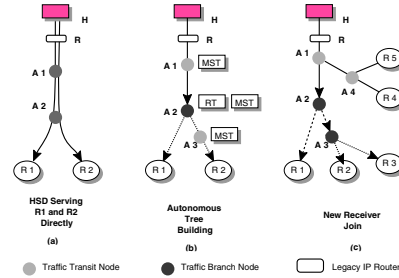 H
H
H
R
R
R
A 1
A 2
R 1
R 2
HSD Serving
R1 and R2
Directly
(a)
A 1
MST
A 2
RT
MST
A 3
MST
R 1
R 2
Autonomous
Tree
Building
(b)
A 1
R 5
A 4
R 4
A 2
A 3
R 1
R 2
R 3
New Receiver
Join
(c)
Traffic Transit Node
Traffic Branch Node
Legacy IP Router